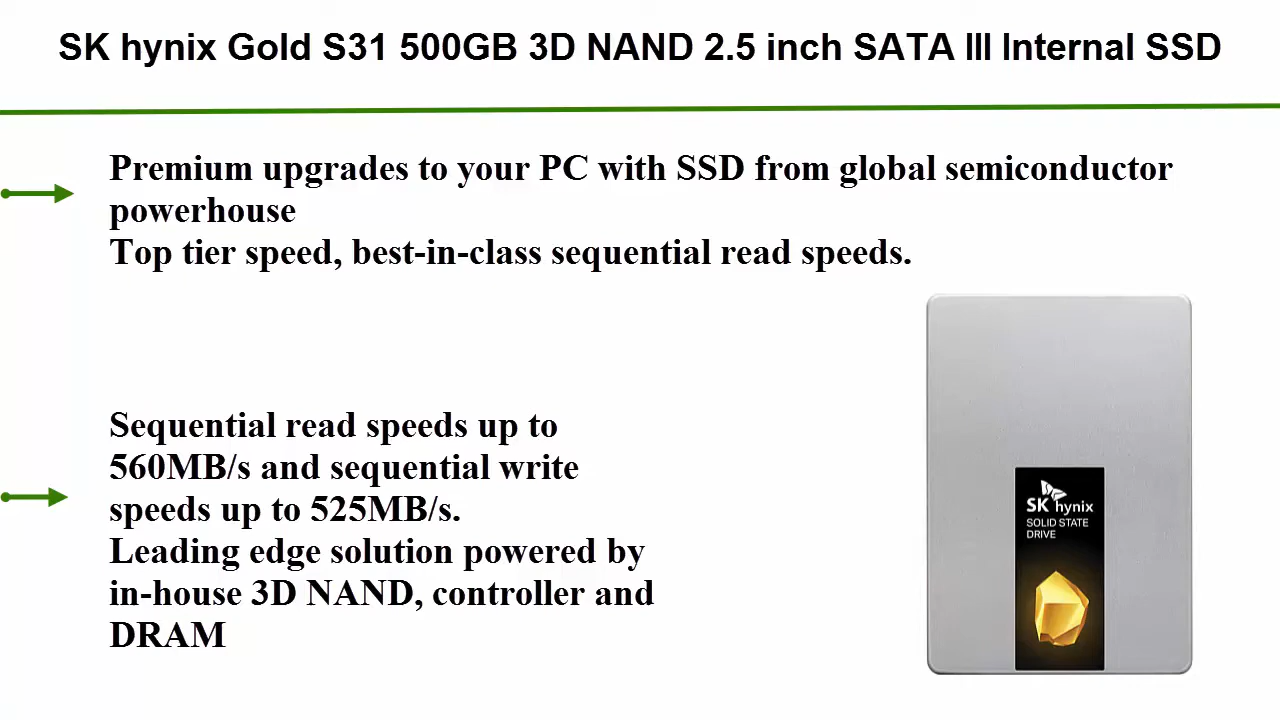 SK hynix Gold S31 500GB 3D NAND 2.5 inch SATA III Internal SSD
Premium upgrades to your PC with SSD from global semiconductor
powerhouse
Top tier speed, best-in-class sequential read speeds.
Sequential read speeds up to
560MB/s and sequential write
speeds up to 525MB/s.
Leading edge solution powered by
in-house 3D NAND, controller and
DRAM
SK hynix
SOLID STATE
DRIVE